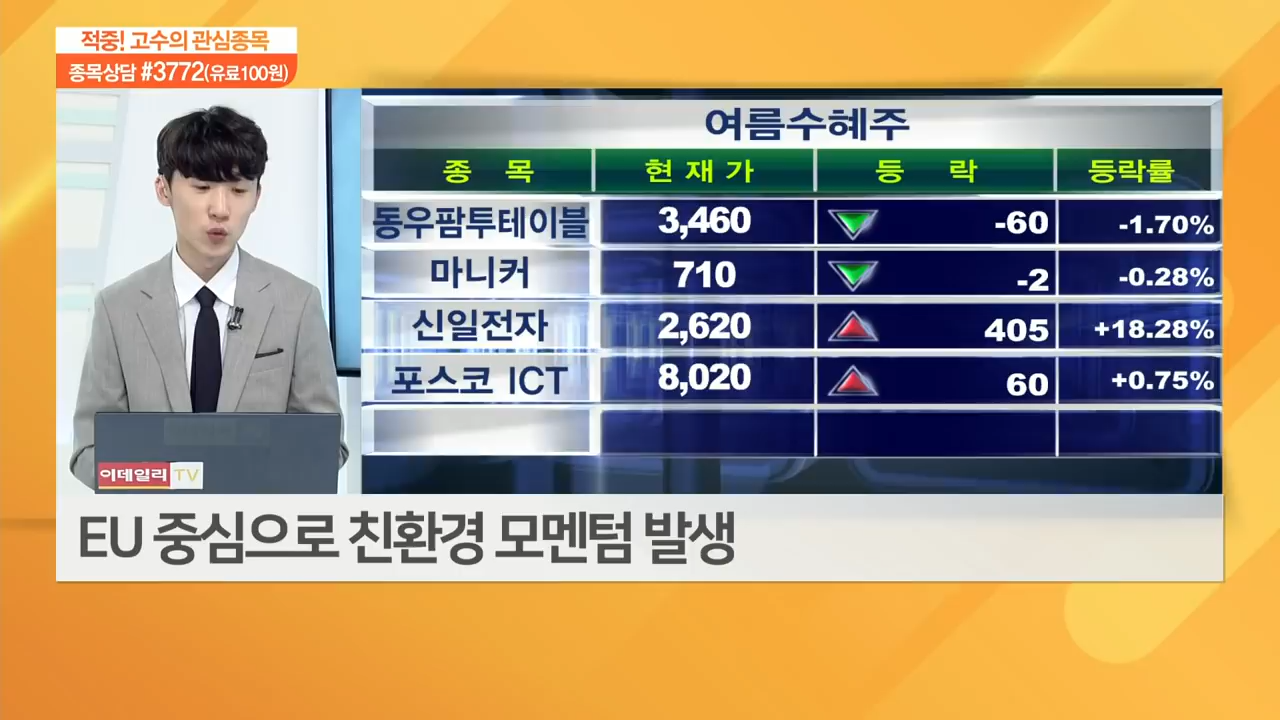 적중! 고수의 관심종목
종목상담 #3772(유료100원)
여름수혜주
종 목 현 재 가 등 락 등락률
동우팜투테이블 3,460 -60 -1.70%
마니커 710 -2 -0.28%
신일전자 2,620 405 +18.28%
포스코 ICT 8,020 60 +0.75%
이데일리 TV
EU 중심으로 친환경 모멘텀 발생